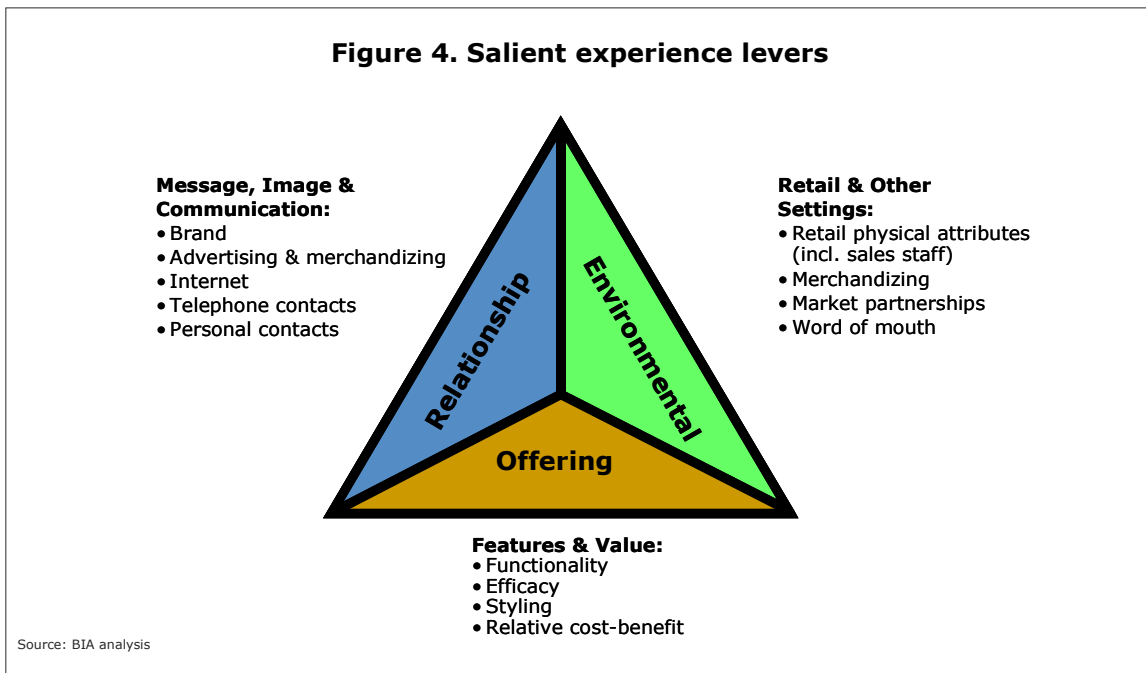 Figure 4. Salient experience levers
Message, Image &
Communication:
• Brand
• Advertising & merchandizing
• Internet
• Telephone contacts
• Personal contacts
Retail & Other
Settings:
• Retail physical attributes
(incl. sales staff)
• Merchandizing
• Market partnerships
• Word of mouth
Relationship
Environmental
Offering
Features & Value:
• Functionality
• Efficacy
• Styling
• Relative cost-benefit
Source: BIA analysis